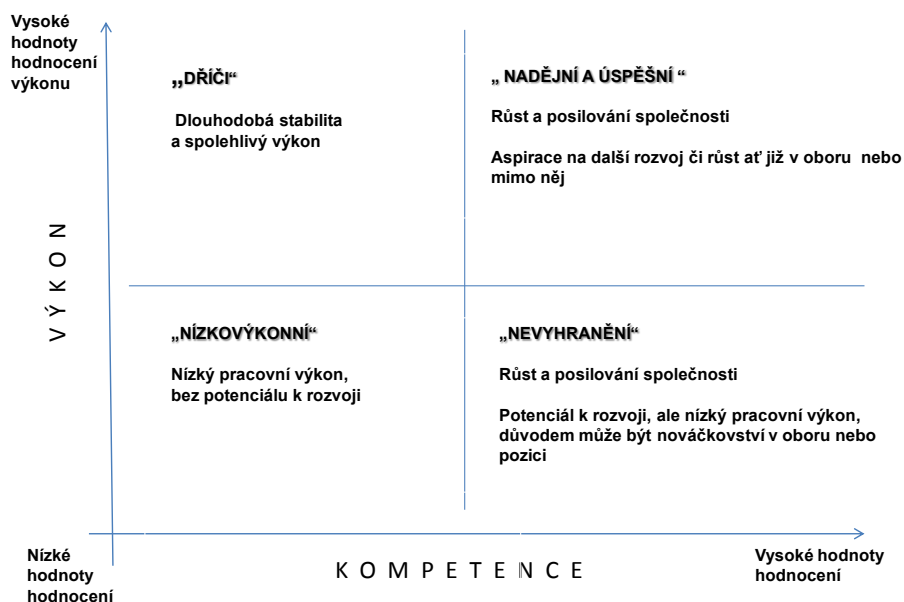 Vysoké
hodnoty
hodnocení
výkonu
,,DŘÍČI“
Dlouhodobá stabilita
a spolehlivý výkon
„ NADĚJNÍ A ÚSPĚŠNÍ “
Růst a posilování společnosti
Aspirace na další rozvoj či růst ať již v oboru nebo
mimo něj
VÝKON
„NÍZKOVÝKONNÍ“
Nízký pracovní výkon,
bez potenciálu k rozvoji
„NEVYHRANĚNÍ“
Růst a posilování společnosti
Potenciál k rozvoji, ale nízký pracovní výkon,
důvodem může být nováčkovství v oboru nebo
pozici
Nízké
hodnoty
hodnocení
KOMPETENCE
Vysoké hodnoty
hodnocení